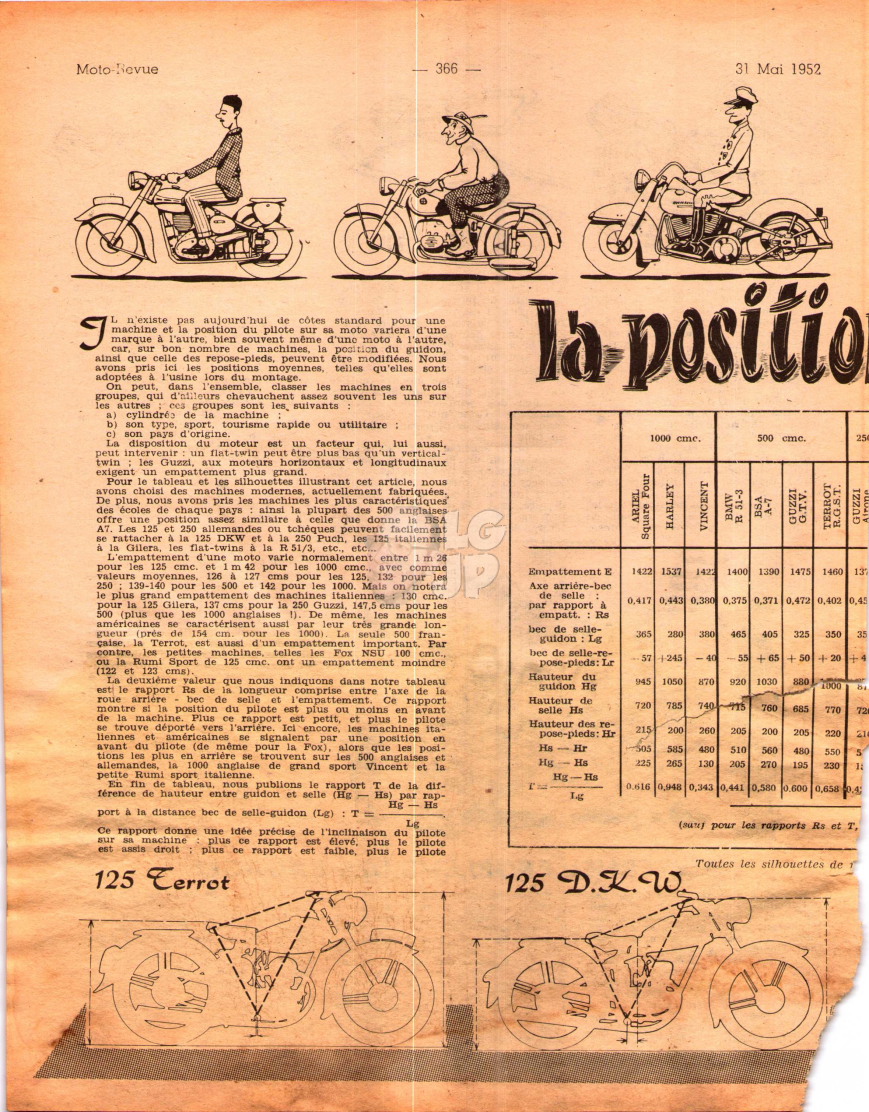 Moto-Revue
— 366 —
31 Mai 1952
IL n'existe pas aujourd'hui de côtes standard pour une
machine et la position du pilote sur sa moto variera d'une
marque à l'autre, bien souvent même d'une moto à l'autre,
car, sur bon nombre de machines, la position du guidon,
ainsi que celle des repose-pieds, peuvent être modifiées. Nous
avons pris ici les positions moyennes, telles qu'elles sont
adoptées à l'usine lors du montage.
On peut, dans l'ensemble, classer les machines en trois
groupes, qui d'ailleurs chevauchent assez souvent les uns sur
les autres ; ces groupes sont les suivants :
a) cylindrée de la machine ;
b) son type, sport, tourisme rapide ou utilitaire ;
c) son pays d'origine.
La disposition du moteur est un facteur qui, lui aussi,
peut intervenir : un flat-twin peut être plus bas qu'un vertical-
twin ; les Guzzi, aux moteurs horizontaux et longitudinaux
exigent un empattement plus grand.
Pour le tableau et les silhouettes illustrant cet article, nous
avons choisi des machines modernes, actuellement fabriquées.
De plus, nous avons pris les machines les plus caractéristiques
des écoles de chaque pays : ainsi la plupart des 500 anglaises
offre une position assez similaire à celle que donne la BSA
A7. Les 125 et 250 allemandes ou tchéques peuvent facilement
se rattacher à la 125 DKW et à la 250 Puch, les 125 italiennes
à la Gilera, les flat-twins à la R 51/3, etc., etc...
L'empattement d'une moto varie normalement entre 1 m 26
pour les 125 cmc. et 1 m 42 pour les 1000 cmc., avec comme
valeurs moyennes, 126 à 127 cms pour les 125, 132 pour les
250 ; 139-140 pour les 500 et 142 pour les 1000. Mais on notera
le plus grand empattement des machines italiennes : 130 cmc.
pour la 125 Gilera, 137 cms pour la 250 Guzzi, 147,5 cms pour les
500 (plus que les 1000 anglaises !). De même, les machines
américaines se caractérisent aussi par leur très grande lon-
gueur (près de 154 cm. pour les 1000). La seule 500 fran-
çaise, la Terrot, est aussi d'un empattement important. Par
contre, les petites machines, telles les Fox NSU 100 cmc.,
ou la Rumi Sport de 125 cmc. ont un empattement moindre
(122 et 123 cms).
La deuxième valeur que nous indiquons dans notre tableau
est le rapport Rs de la longueur comprise entre l'axe de la
roue arrière - bec de selle et l'empattement. Ce rapport
montre si la position du pilote est plus ou moins en avant
de la machine. Plus ce rapport est petit, et plus le pilote
se trouve déporté vers l'arrière. Ici encore, les machines ita-
liennes et américaines se signalent par une position en
avant du pilote (de même pour la Fox), alors que les posi-
tions les plus en arrière se trouvent sur les 500 anglaises et
allemandes, la 1000 anglaise de grand sport Vincent et la
petite Rumi sport italienne.
En fin de tableau, nous publions le rapport T de la dif-
férence de hauteur entre guidon et selle (Hg — Hs) par rap-
Hg — Hs
port à la distance bec de selle-guidon (Lg) : T =
Lg
Ce rapport donne une idée précise de l'inclinaison du pilote
sur sa machine : plus ce rapport est élevé, plus le pilote
est assis droit ; plus ce rapport est faible, plus le pilote
la position
1000 cmc. 500 cmc. 250
ARIEL Square Four HARLEY VINCENT BMW R 51-3 BSA A-7 GUZZI G.T.V. TERROT R.G.S.T. GUZZI
Empattement E 1422 1537 1422 1400 1390 1475 1460 137
Axe arrière-bec
de selle :
par rapport à 0,417 0,443 0,380 0,375 0,371 0,472 0,402 0,45
empatt. : Rs
bec de selle-
guidon : Lg 365 280 380 465 405 325 350 35
bec de selle-re-
pose-pieds: Lr — 57 +245 — 40 — 55 + 65 + 50 + 20 + 4
Hauteur du
guidon Hg 945 1050 870 920 1030 880 1000
Hauteur de
selle Hs 720 785 740 715 760 685 770 72
Hauteur des re-
pose-pieds: Hr 215 200 260 205 200 205 220
Hs — Hr 505 585 480 510 560 480 550
Hg — Hs 225 265 130 205 270 195 230
Hg — Hs
T = 0.616 0,948 0,343 0,441 0,580 0.600 0,658
Lg
(sauf pour les rapports Rs et T,
Toutes les silhouettes de
125 Terrot
125 D.K.W.
LG
UP